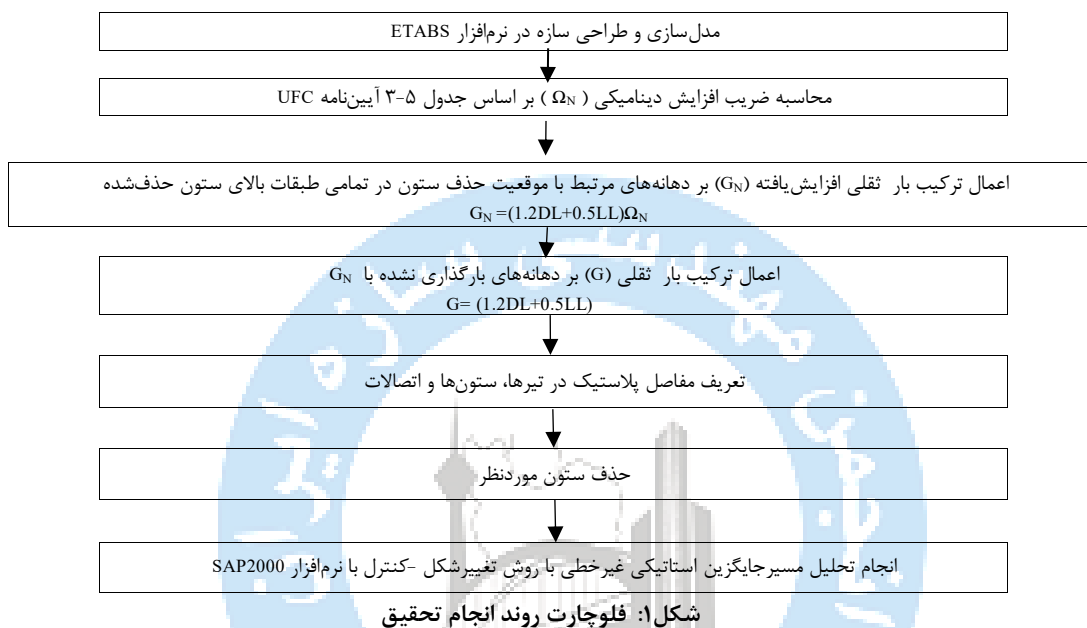 مدل‌سازی و طراحی سازه در نرم‌افزار ETABS
محاسبه ضریب افزایش دینامیکی ( ΩN ) بر اساس جدول ۵-۳ آیین‌نامه UFC
اعمال ترکیب بار ثقلی افزایش‌یافته (GN) بر دهانه‌های مرتبط با موقعیت حذف ستون در تمامی طبقات بالای ستون حذف‌شده
GN =(1.2DL+0.5LL)ΩN
اعمال ترکیب بار ثقلی (G) بر دهانه‌های بارگذاری نشده با GN
G= (1.2DL+0.5LL)
تعریف مفاصل پلاستیک در تیرها، ستون‌ها و اتصالات
حذف ستون موردنظر
انجام تحلیل مسیرجایگزین استاتیکی غیرخطی با روش تغییرشکل -کنترل با نرم‌افزار SAP2000
شکل۱: فلوچارت روند انجام تحقیق